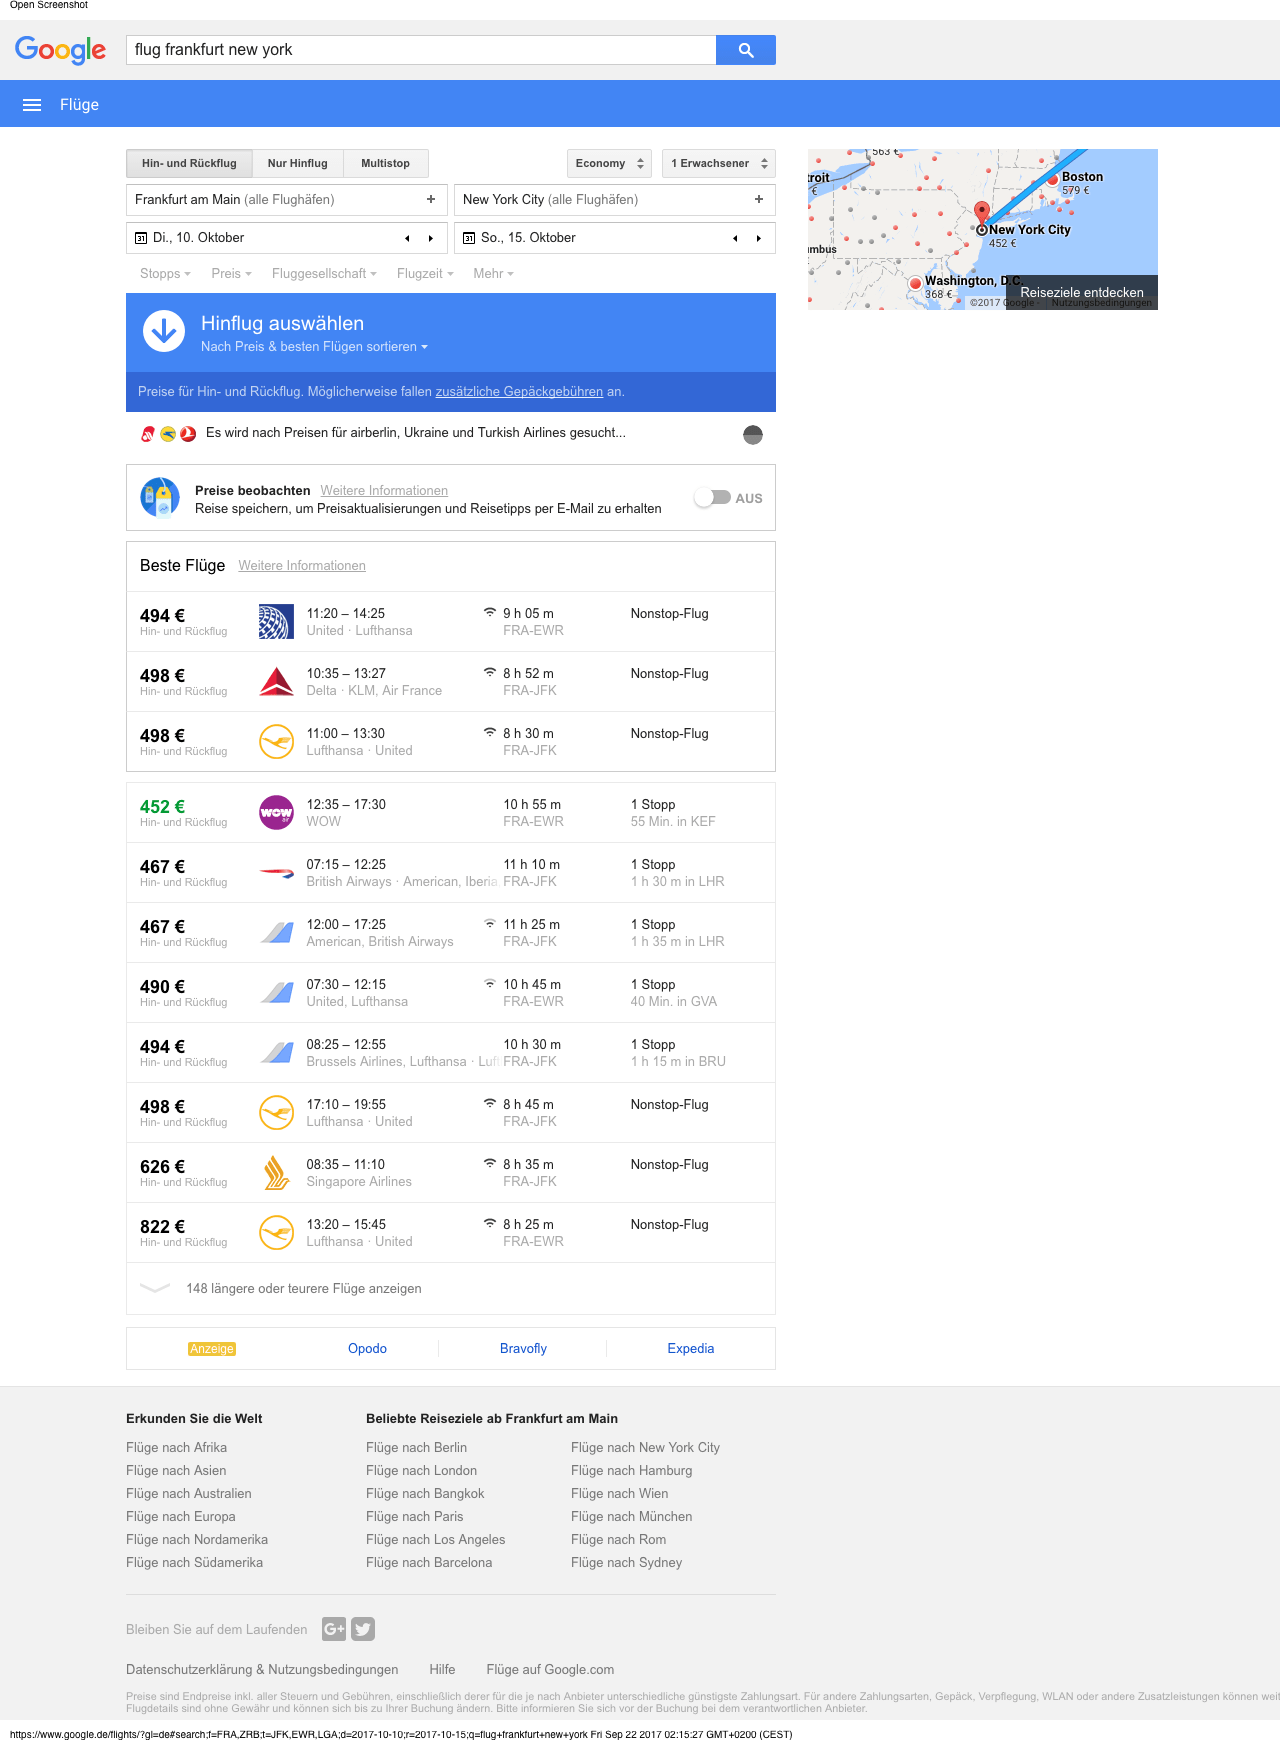 Open Screenshot
Google
flug frankfurt new york
Flüge
Hin- und Rückflug
Nur Hinflug
Multistop
Economy
1 Erwachsener
Frankfurt am Main (alle Flughäfen)
New York City (alle Flughäfen)
31 Di., 10. Oktober
31 So., 15. Oktober
Stopps
Preis
Fluggesellschaft
Flugzeit
Mehr
563 €
troit
€
Boston
579 €
New York City
452 €
mbus
Washington, D.C.
368 €
Reiseziele entdecken
©2017 Google - Nutzungsbedingungen
Hinflug auswählen
Nach Preis & besten Flügen sortieren
Preise für Hin- und Rückflug. Möglicherweise fallen zusätzliche Gepäckgebühren an.
Es wird nach Preisen für airberlin, Ukraine und Turkish Airlines gesucht...
Preise beobachten Weitere Informationen
Reise speichern, um Preisaktualisierungen und Reisetipps per E-Mail zu erhalten
AUS
Beste Flüge Weitere Informationen
494 € 11:20 – 14:25 9 h 05 m Nonstop-Flug
Hin- und Rückflug United · Lufthansa FRA-EWR
498 € 10:35 – 13:27 8 h 52 m Nonstop-Flug
Hin- und Rückflug Delta · KLM, Air France FRA-JFK
498 € 11:00 – 13:30 8 h 30 m Nonstop-Flug
Hin- und Rückflug Lufthansa · United FRA-JFK
452 € WOW air 12:35 – 17:30 10 h 55 m 1 Stopp
Hin- und Rückflug WOW FRA-EWR 55 Min. in KEF
467 € 07:15 – 12:25 11 h 10 m 1 Stopp
Hin- und Rückflug British Airways · American, Iberia FRA-JFK 1 h 30 m in LHR
467 € 12:00 – 17:25 11 h 25 m 1 Stopp
Hin- und Rückflug American, British Airways FRA-JFK 1 h 35 m in LHR
490 € 07:30 – 12:15 10 h 45 m 1 Stopp
Hin- und Rückflug United, Lufthansa FRA-EWR 40 Min. in GVA
494 € 08:25 – 12:55 10 h 30 m 1 Stopp
Hin- und Rückflug Brussels Airlines, Lufthansa · Luft FRA-JFK 1 h 15 m in BRU
498 € 17:10 – 19:55 8 h 45 m Nonstop-Flug
Hin- und Rückflug Lufthansa · United FRA-JFK
626 € 08:35 – 11:10 8 h 35 m Nonstop-Flug
Hin- und Rückflug Singapore Airlines FRA-JFK
822 € 13:20 – 15:45 8 h 25 m Nonstop-Flug
Hin- und Rückflug Lufthansa · United FRA-EWR
148 längere oder teurere Flüge anzeigen
Anzeige Opodo Bravofly Expedia
Erkunden Sie die Welt
Flüge nach Afrika
Flüge nach Asien
Flüge nach Australien
Flüge nach Europa
Flüge nach Nordamerika
Flüge nach Südamerika
Beliebte Reiseziele ab Frankfurt am Main
Flüge nach Berlin
Flüge nach London
Flüge nach Bangkok
Flüge nach Paris
Flüge nach Los Angeles
Flüge nach Barcelona
Flüge nach New York City
Flüge nach Hamburg
Flüge nach Wien
Flüge nach München
Flüge nach Rom
Flüge nach Sydney
Bleiben Sie auf dem Laufenden G+
Datenschutzerklärung & Nutzungsbedingungen Hilfe Flüge auf Google.com
Preise sind Endpreise inkl. aller Steuern und Gebühren, einschließlich derer für die je nach Anbieter unterschiedliche günstigste Zahlungsart. Für andere Zahlungsarten, Gepäck, Verpflegung, WLAN oder andere Zusatzleistungen können weit
Flugdetails sind ohne Gewähr und können sich bis zu Ihrer Buchung ändern. Bitte informieren Sie sich vor der Buchung bei dem verantwortlichen Anbieter.
https://www.google.de/flights/?gl=de#search;f=FRA,ZRB;t=JFK,EWR,LGA;d=2017-10-10;r=2017-10-15;q=flug+frankfurt+new+york Fri Sep 22 2017 02:15:27 GMT+0200 (CEST)